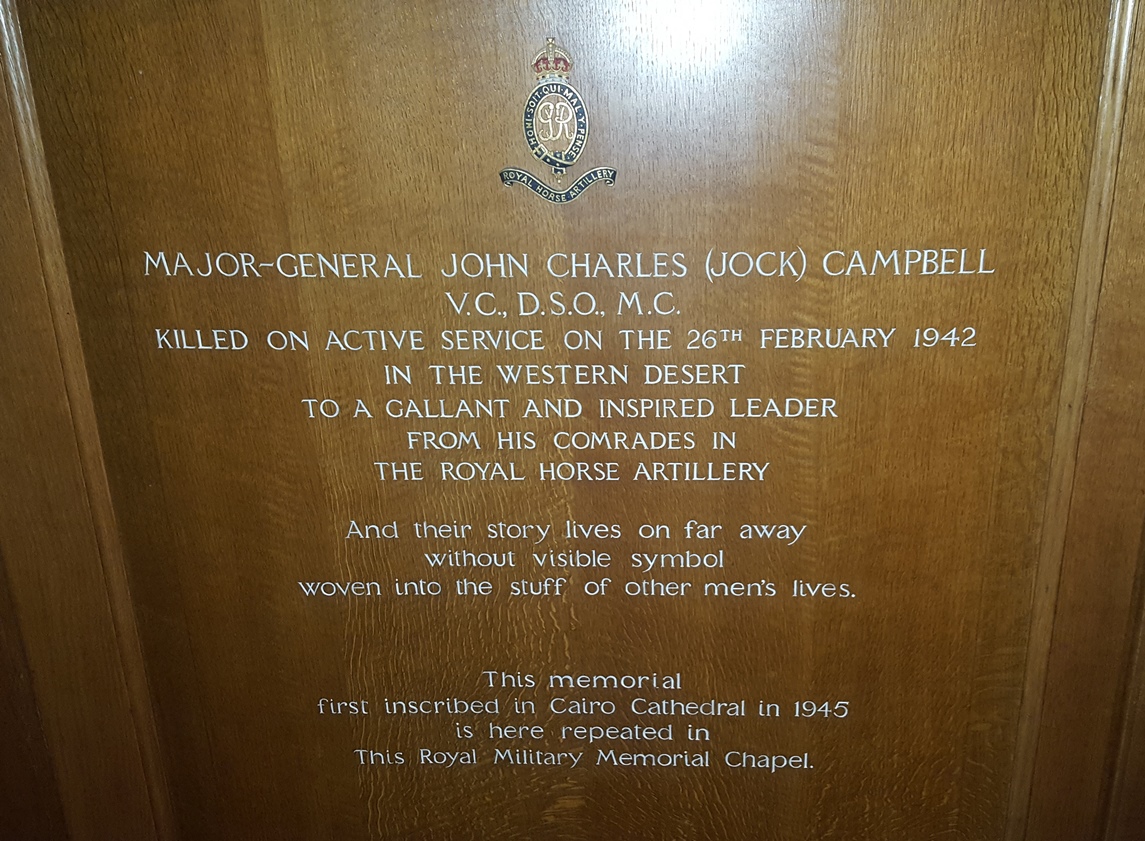 HONI·SOIT·QUI·MAL·Y·PENSE
GR
ROYAL HORSE ARTILLERY
MAJOR-GENERAL JOHN CHARLES (JOCK) CAMPBELL
V.C., D.S.O., M.C.
KILLED ON ACTIVE SERVICE ON THE 26TH FEBRUARY 1942
IN THE WESTERN DESERT
TO A GALLANT AND INSPIRED LEADER
FROM HIS COMRADES IN
THE ROYAL HORSE ARTILLERY
And their story lives on far away
without visible symbol
woven into the stuff of other men's lives.
This memorial
first inscribed in Cairo Cathedral in 1945
is here repeated in
This Royal Military Memorial Chapel.